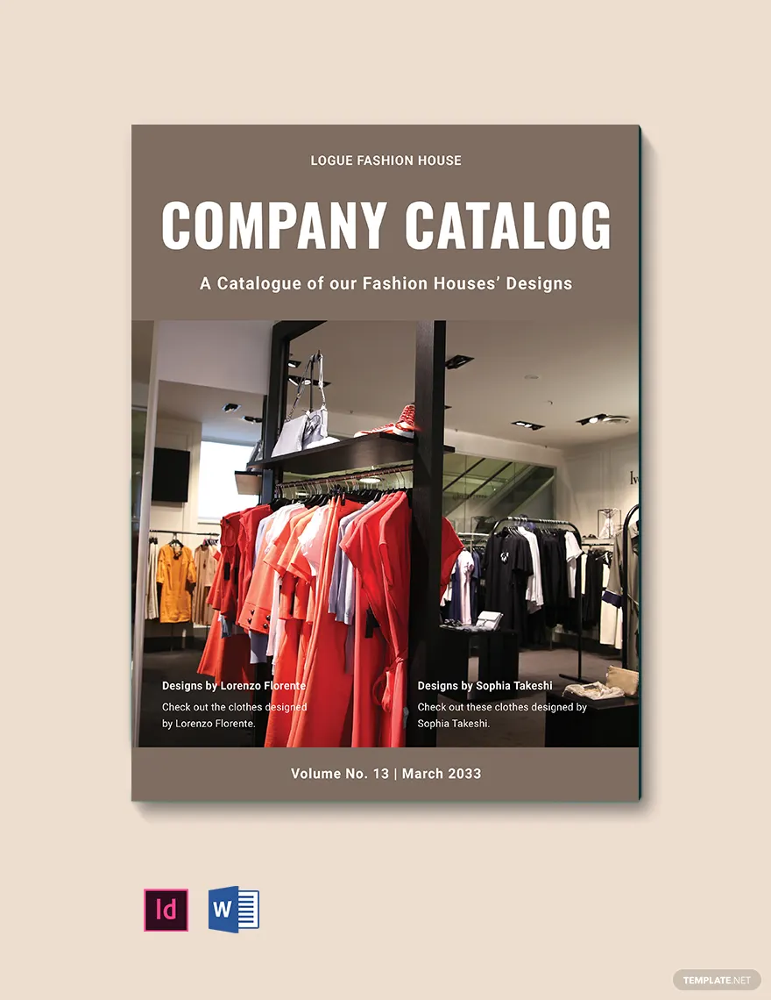 LOGUE FASHION HOUSE
COMPANY CATALOG
A Catalogue of our Fashion Houses’ Designs
Designs by Lorenzo Florente
Check out the clothes designed
by Lorenzo Florente.
Designs by Sophia Takeshi
Check out these clothes designed by
Sophia Takeshi.
Volume No. 13 | March 2033
Id
W
TEMPLATE.NET